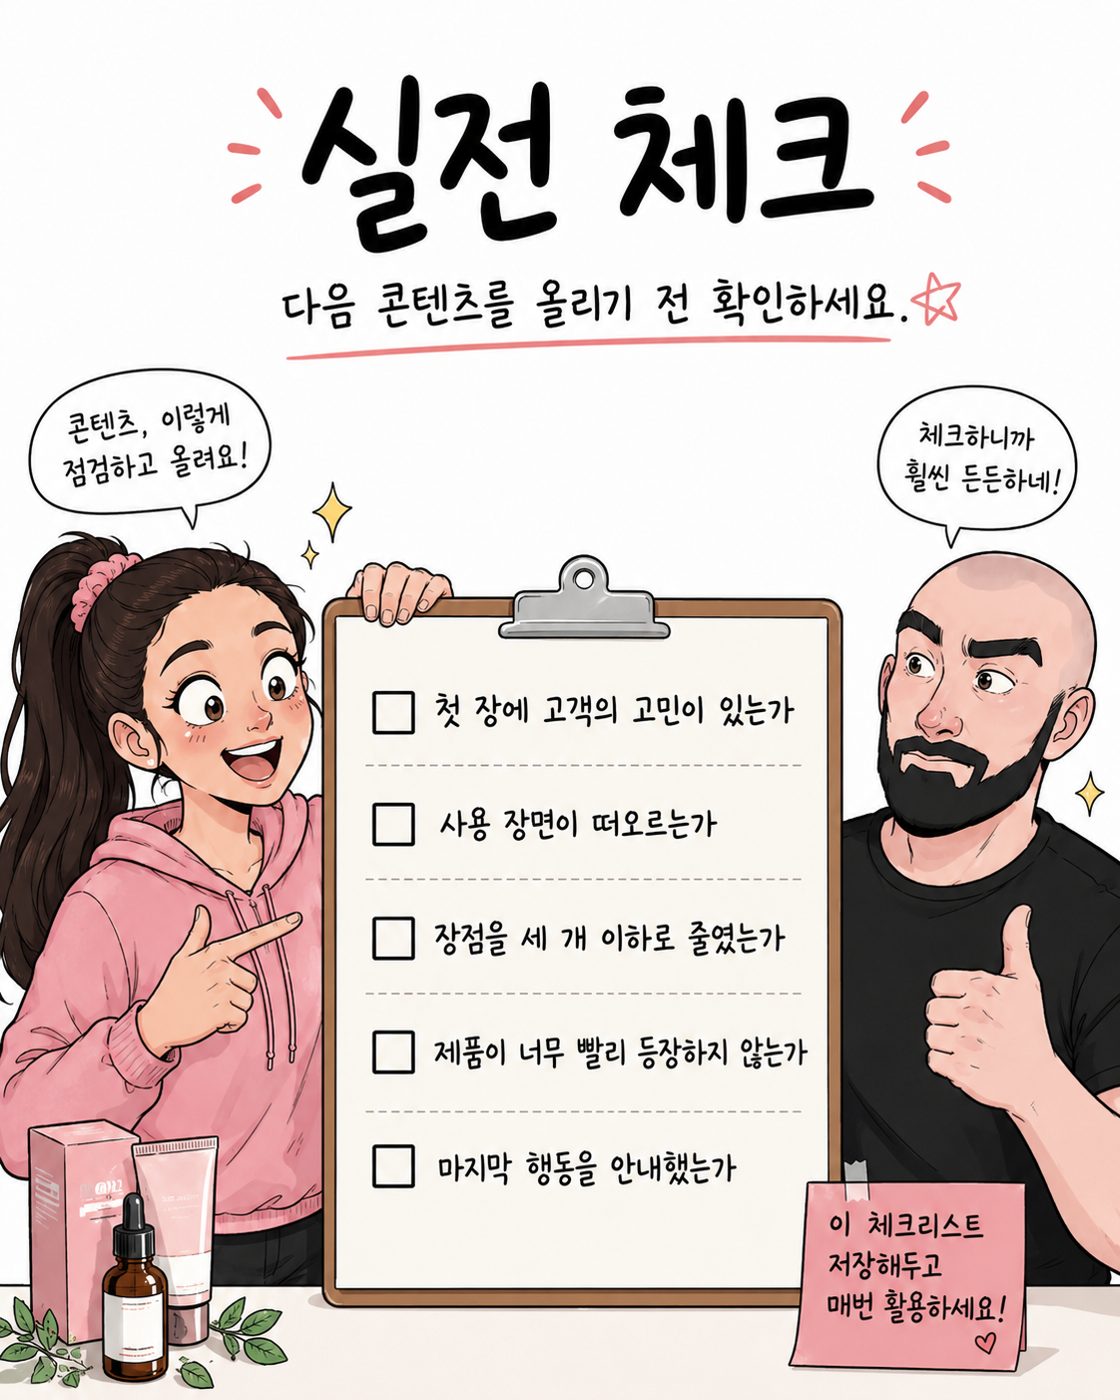 실전 체크
다음 콘텐츠를 올리기 전 확인하세요.
콘텐츠, 이렇게
점검하고 올려요!
체크하니까
훨씬 든든하네!
첫 장에 고객의 고민이 있는가
사용 장면이 떠오르는가
장점을 세 개 이하로 줄였는가
제품이 너무 빨리 등장하지 않는가
마지막 행동을 안내했는가
이 체크리스트
저장해두고
매번 활용하세요!